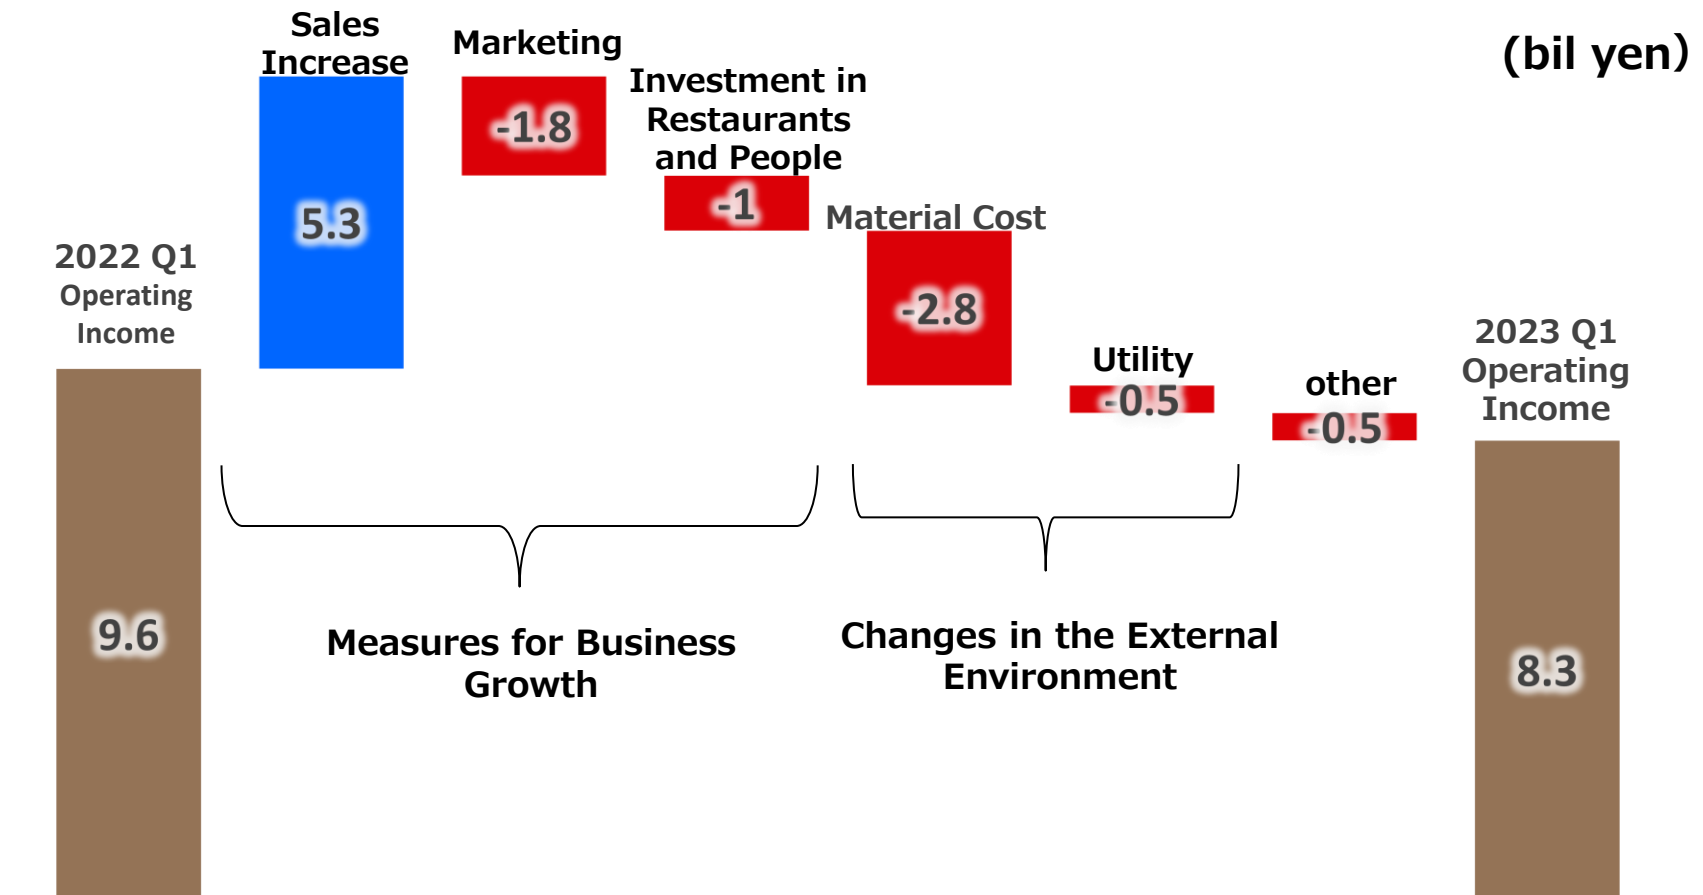 (bil yen)
Sales
Increase
Marketing
Investment in
Restaurants
and People
Material Cost
Utility
other
2022 Q1
Operating
Income
2023 Q1
Operating
Income
9.6
5.3
-1.8
-1
-2.8
-0.5
-0.5
8.3
Measures for Business
Growth
Changes in the External
Environment